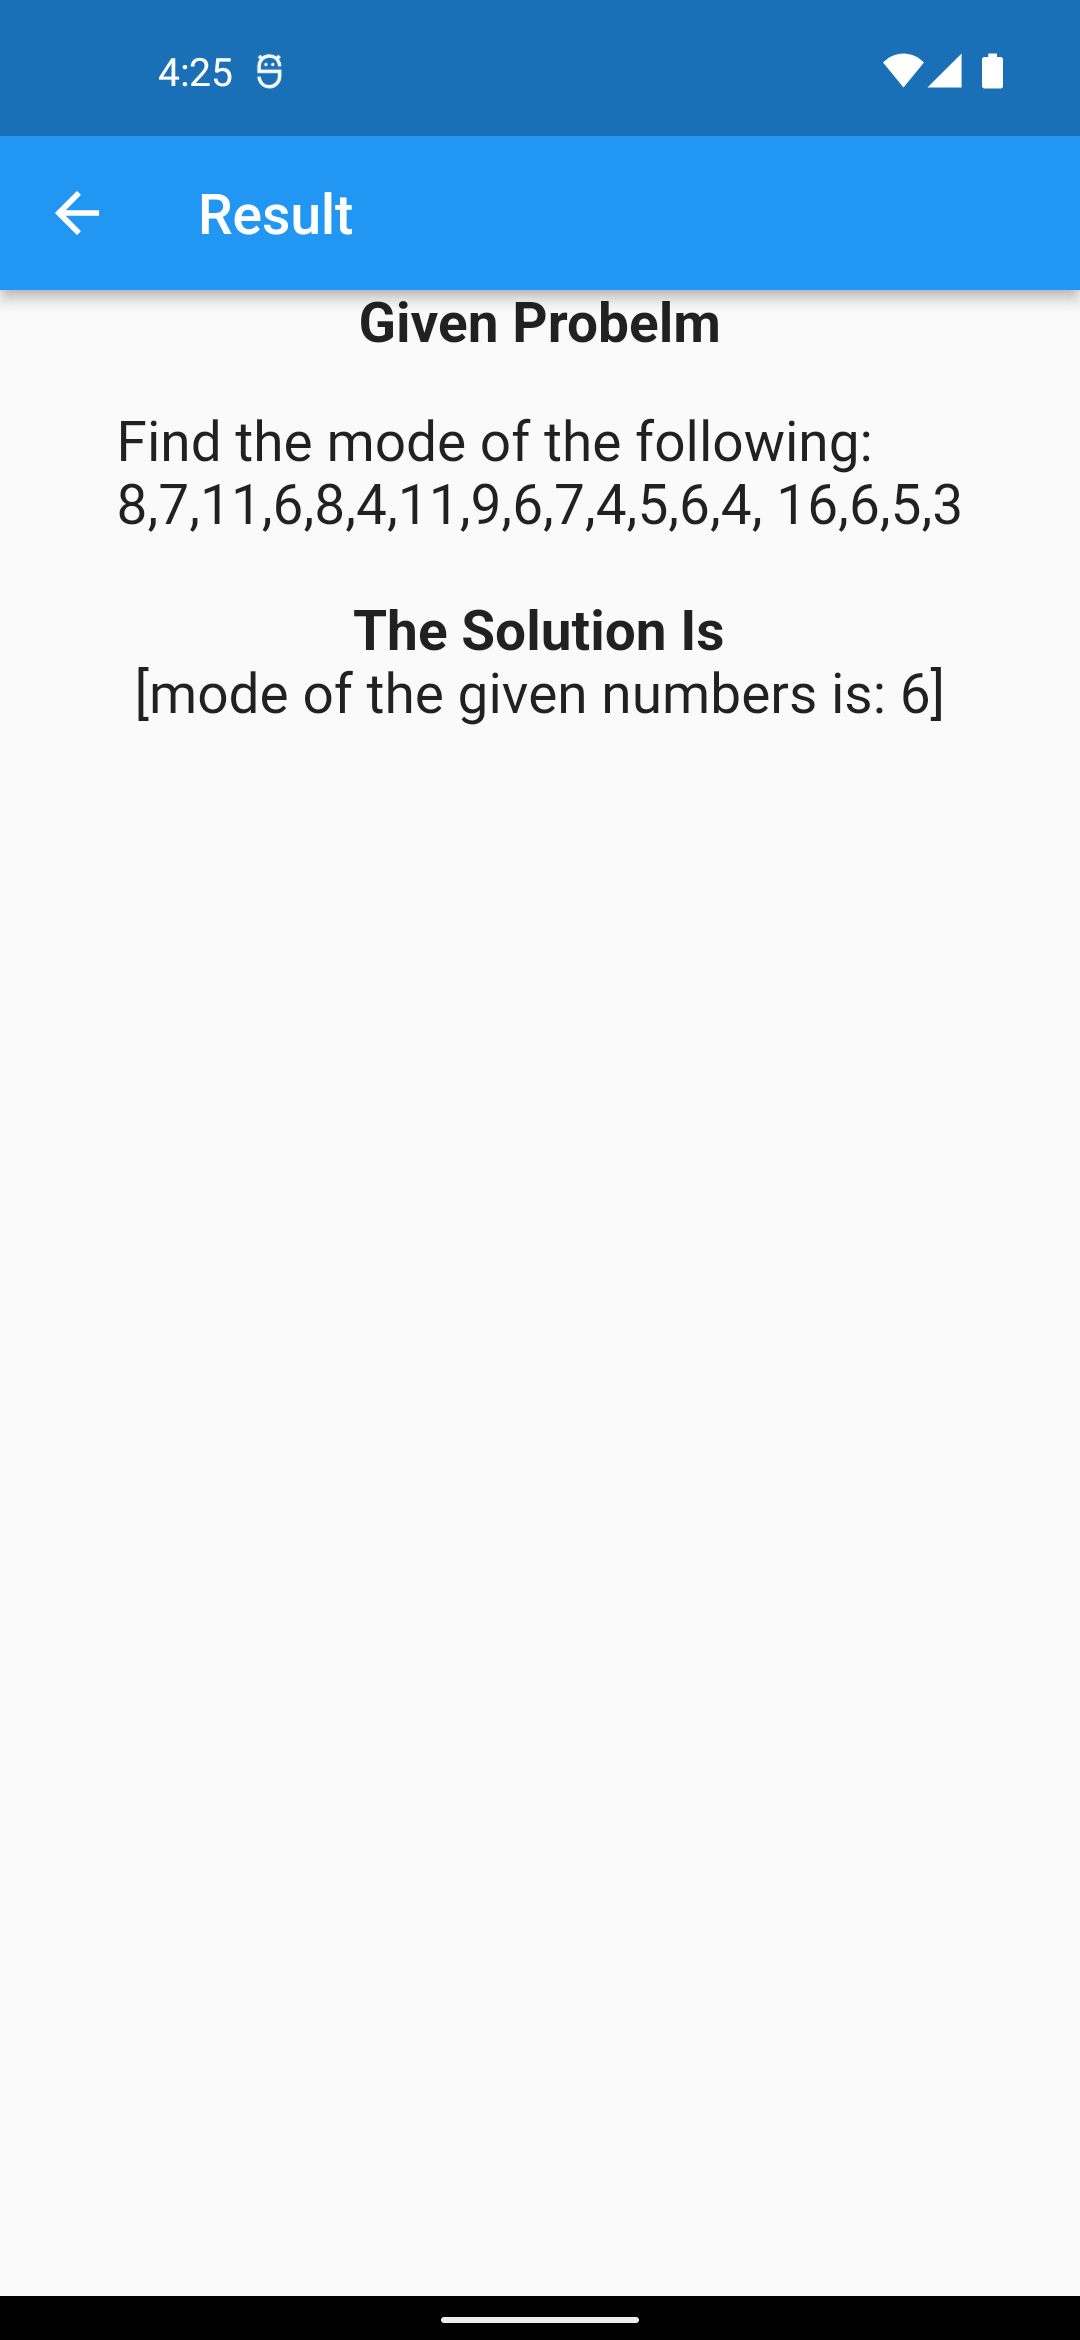 4:25
Result
Given Probelm
Find the mode of the following:
8,7,11,6,8,4,11,9,6,7,4,5,6,4, 16,6,5,3
The Solution Is
[mode of the given numbers is: 6]